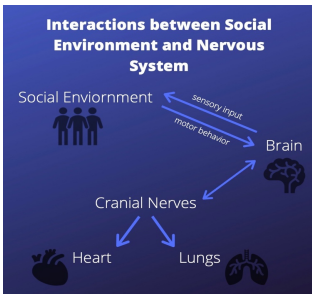 Interactions between Social
Environment and Nervous
System
Social Enviornment
sensory input
motor behavior
Brain
Cranial Nerves
Heart
Lungs